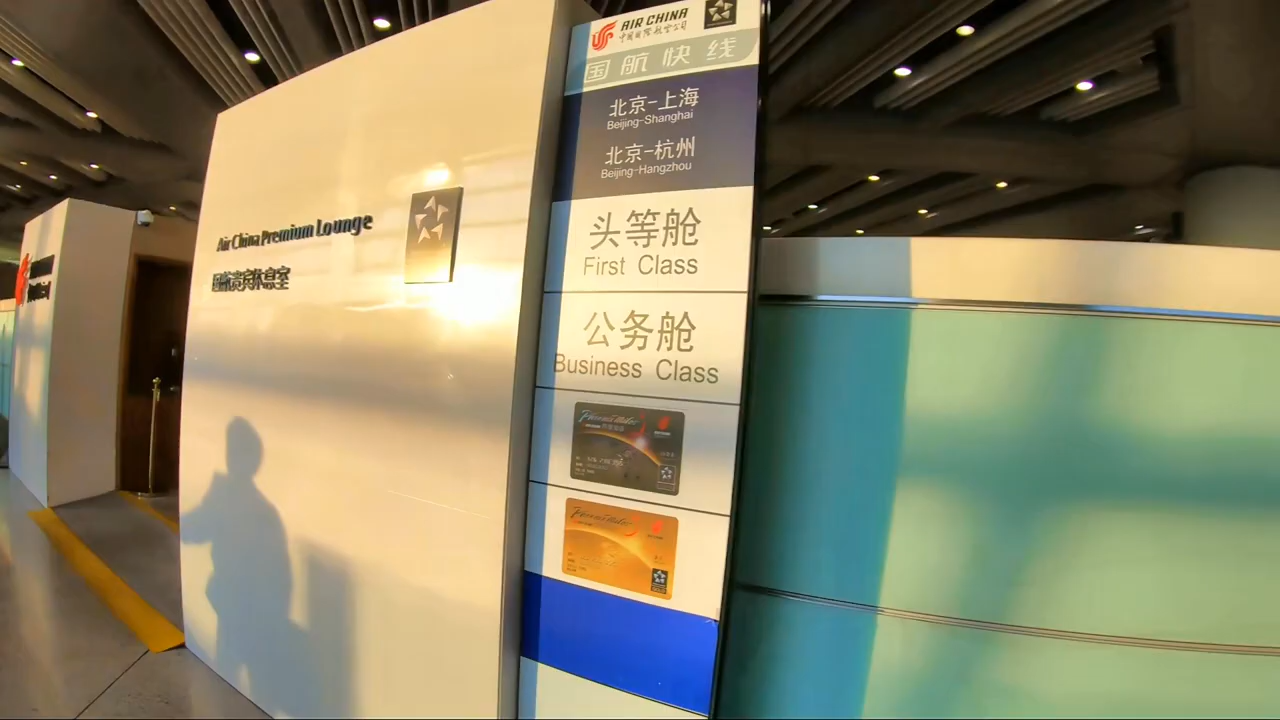 Air China Premium Lounge
国航贵宾休息室
AIR CHINA
中国国际航空公司
国航快线
北京-上海
Beijing-Shanghai
北京-杭州
Beijing-Hangzhou
头等舱
First Class
公务舱
Business Class
PhoenixMiles
PhoenixMiles